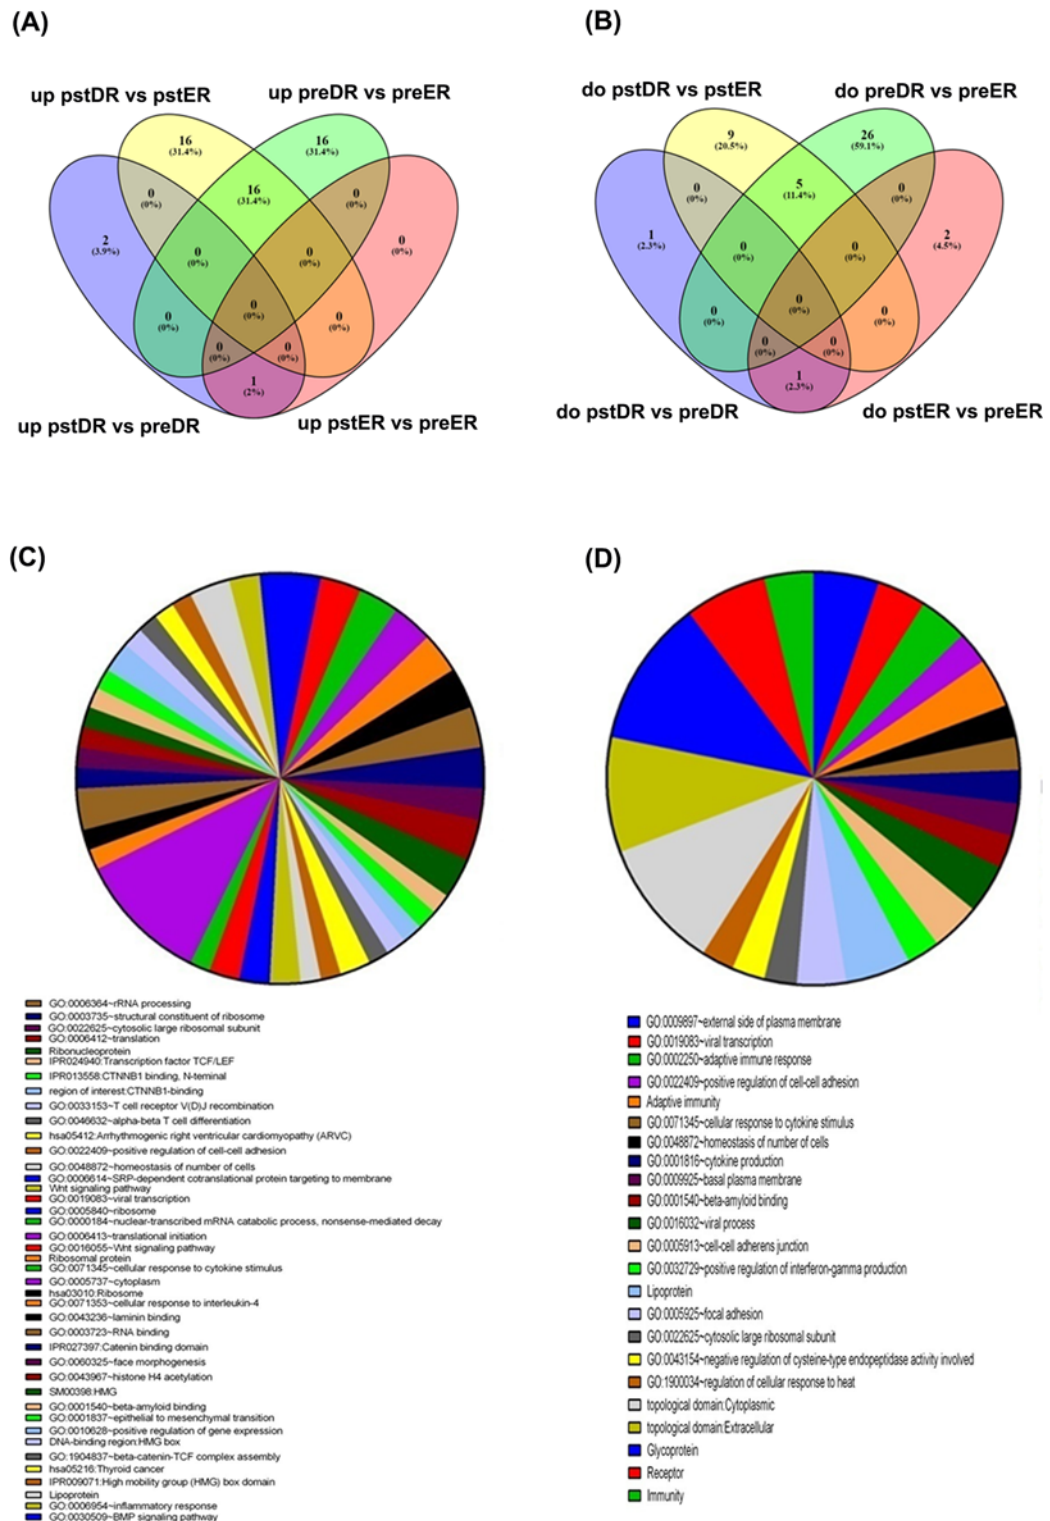 (A)
up pstDR vs pstER
up preDR vs preER
16
(31.4%)
16
(31.4%)
0
(0%)
16
(31.4%)
0
(0%)
2
(3.9%)
0
(0%)
0
(0%)
0
(0%)
0
(0%)
0
(0%)
0
(0%)
0
(0%)
0
(0%)
1
(2%)
up pstDR vs preDR
up pstER vs preER
(B)
do pstDR vs pstER
do preDR vs preER
9
(20.5%)
26
(59.1%)
0
(0%)
5
(11.4%)
0
(0%)
1
(2.3%)
0
(0%)
0
(0%)
2
(4.5%)
0
(0%)
0
(0%)
0
(0%)
0
(0%)
0
(0%)
1
(2.3%)
do pstDR vs preDR
do pstER vs preER
(C)
GO:0006364~rRNA processing
GO:0003735~structural constituent of ribosome
GO:0022625~cytosolic large ribosomal subunit
GO:0006412~translation
Ribonucleoprotein
IPR024940:Transcription factor TCF/LEF
IPR013558:CTNNB1 binding, N-teminal
region of interest:CTNNB1-binding
GO:0033153~T cell receptor V(D)J recombination
GO:0046632~alpha-beta T cell differentiation
hsa05412:Arrhythmogenic right ventricular cardiomyopathy (ARVC)
GO:0022409~positive regulation of cell-cell adhesion
GO:0048872~homeostasis of number of cells
GO:0006614~SRP-dependent cotranslational protein targeting to membrane
Wnt signaling pathway
GO:0019083~viral transcription
GO:0005840~ribosome
GO:0000184~nuclear-transcribed mRNA catabolic process, nonsense-mediated decay
GO:0006413~translational initiation
GO:0016055~Wnt signaling pathway
Ribosomal protein
GO:0071345~cellular response to cytokine stimulus
GO:0005737~cytoplasm
hsa03010:Ribosome
GO:0071353~cellular response to interleukin-4
GO:0043236~laminin binding
GO:0003723~RNA binding
IPR027397:Catenin binding domain
GO:0060325~face morphogenesis
GO:0043967~histone H4 acetylation
SM00398:HMG
GO:0001540~beta-amyloid binding
GO:0001837~epithelial to mesenchymal transition
GO:0010628~positive regulation of gene expression
DNA-binding region:HMG box
GO:1904837~beta-catenin-TCF complex assembly
hsa05216:Thyroid cancer
IPR009071:High mobility group (HMG) box domain
Lipoprotein
GO:0006954~inflammatory response
GO:0030509~BMP signaling pathway
(D)
GO:0009897~external side of plasma membrane
GO:0019083~viral transcription
GO:0002250~adaptive immune response
GO:0022409~positive regulation of cell-cell adhesion
Adaptive immunity
GO:0071345~cellular response to cytokine stimulus
GO:0048872~homeostasis of number of cells
GO:0001816~cytokine production
GO:0009925~basal plasma membrane
GO:0001540~beta-amyloid binding
GO:0016032~viral process
GO:0005913~cell-cell adherens junction
GO:0032729~positive regulation of interferon-gamma production
Lipoprotein
GO:0005925~focal adhesion
GO:0022625~cytosolic large ribosomal subunit
GO:0043154~negative regulation of cysteine-type endopeptidase activity involved
GO:1900034~regulation of cellular response to heat
topological domain:Cytoplasmic
topological domain:Extracellular
Glycoprotein
Receptor
Immunity